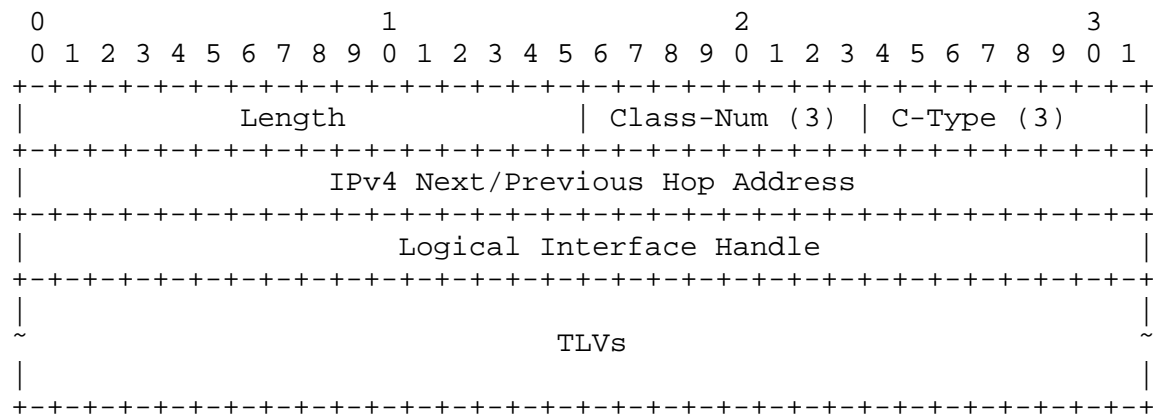 0                   1                   2                   3
0 1 2 3 4 5 6 7 8 9 0 1 2 3 4 5 6 7 8 9 0 1 2 3 4 5 6 7 8 9 0 1
+-+-+-+-+-+-+-+-+-+-+-+-+-+-+-+-+-+-+-+-+-+-+-+-+-+-+-+-+-+-+-+-+
|            Length             | Class-Num (3) | C-Type (3)    |
+-+-+-+-+-+-+-+-+-+-+-+-+-+-+-+-+-+-+-+-+-+-+-+-+-+-+-+-+-+-+-+-+
|                 IPv4 Next/Previous Hop Address                |
+-+-+-+-+-+-+-+-+-+-+-+-+-+-+-+-+-+-+-+-+-+-+-+-+-+-+-+-+-+-+-+-+
|                     Logical Interface Handle                  |
+-+-+-+-+-+-+-+-+-+-+-+-+-+-+-+-+-+-+-+-+-+-+-+-+-+-+-+-+-+-+-+-+
|                                                               |
~                              TLVs                             ~
|                                                               |
+-+-+-+-+-+-+-+-+-+-+-+-+-+-+-+-+-+-+-+-+-+-+-+-+-+-+-+-+-+-+-+-+